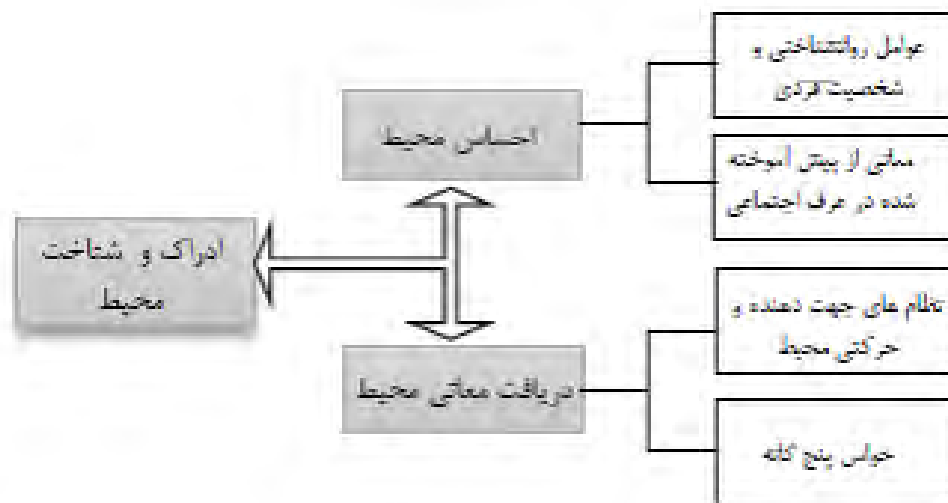 عوامل روانشناختی و
شخصیت فردی
احساس محیط
معانی از پیش آموخته
شده در عرف اجتماعی
ادراک و شناخت
محیط
نظام های جهت دهنده و
حرکتی محیط
دریافت معانی محیط
حواس پنج گانه